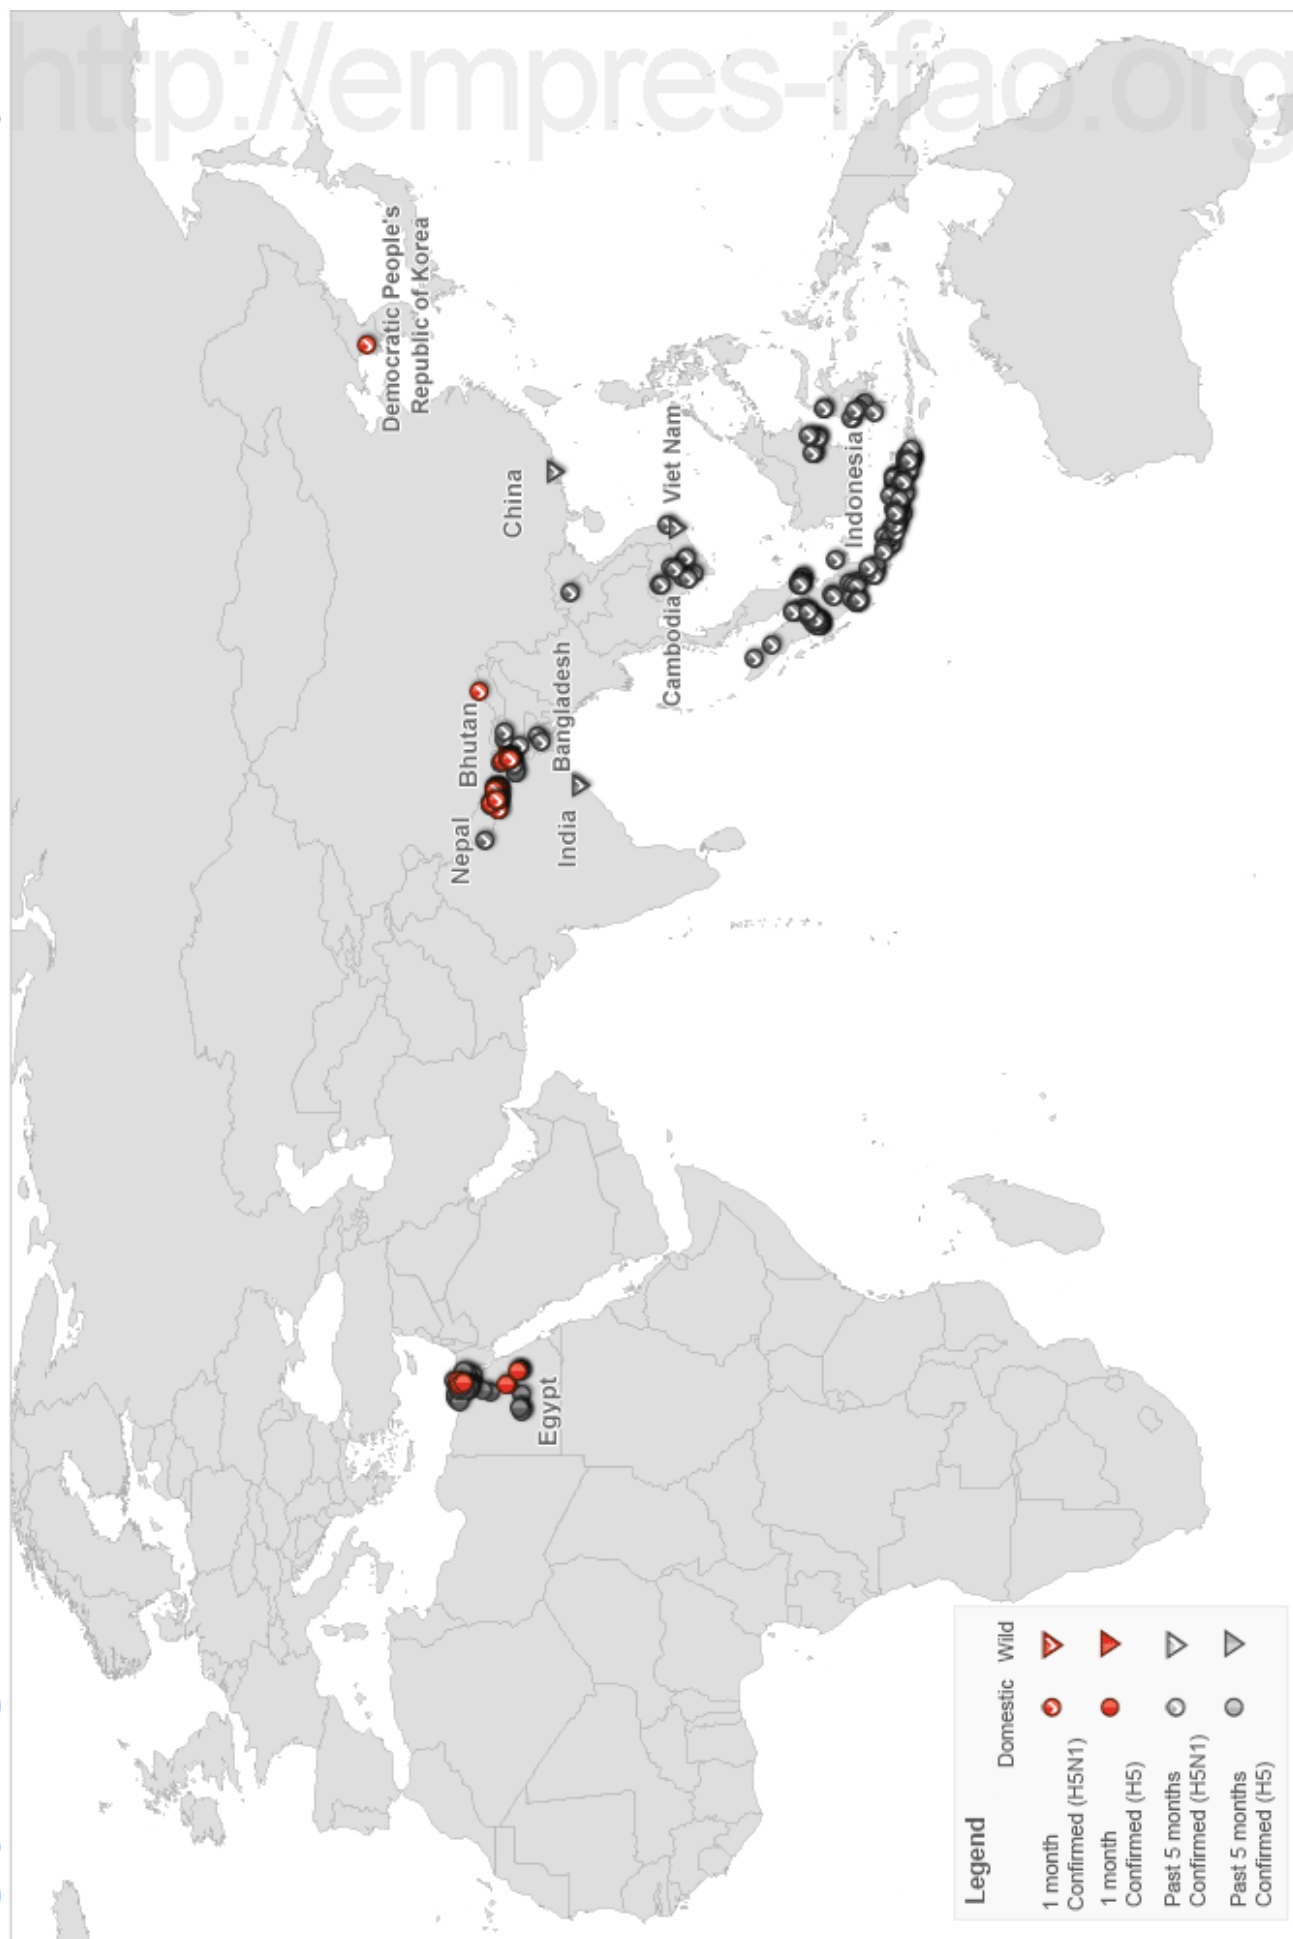 http://empres-i.fao.org
Democratic People's
Republic of Korea
China
Viet Nam
Cambodia
Indonesia
Bhutan
Bangladesh
Nepal
India
Egypt
Legend
Domestic Wild
1 month
Confirmed (H5N1)
1 month
Confirmed (H5)
Past 5 months
Confirmed (H5N1)
Past 5 months
Confirmed (H5)